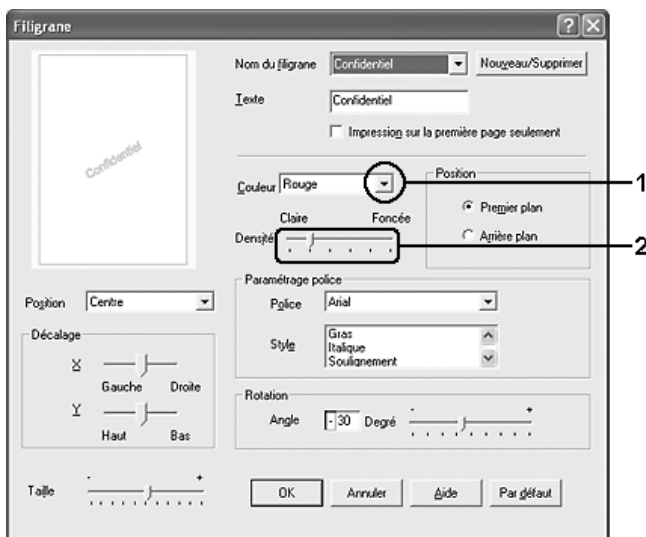 Filigrane
Confidentiel
Nom du filigrane Confidentiel Nouveau/Supprimer
Texte Confidentiel
Impression sur la première page seulement
Couleur Rouge 1
Claire Foncée
Densité 2
Position
Premier plan
Arrière plan
Position Centre
Décalage
X
Gauche Droite
Y
Haut Bas
Taille - +
Paramétrage police
Police Arial
Style Gras
Italique
Soulignement
Rotation
Angle -30 Degré - +
OK Annuler Aide Par défaut